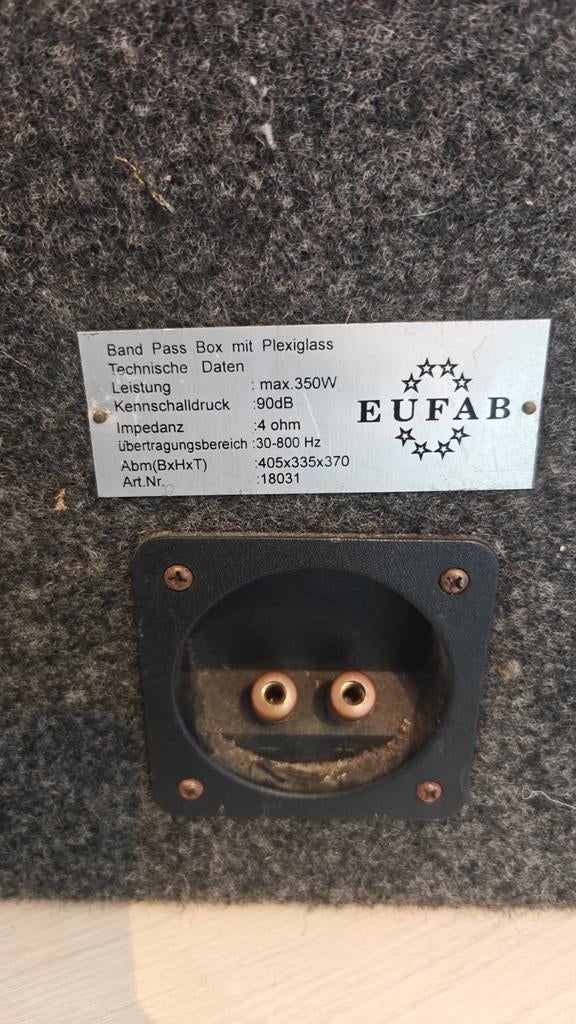 Band Pass Box mit Plexiglass
Technische Daten
Leistung : max.350W
Kennschalldruck :90dB
Impedanz :4 ohm
übertragungsbereich :30-800 Hz
Abm(BxHxT) :405x335x370
Art.Nr. :18031
EUFAB